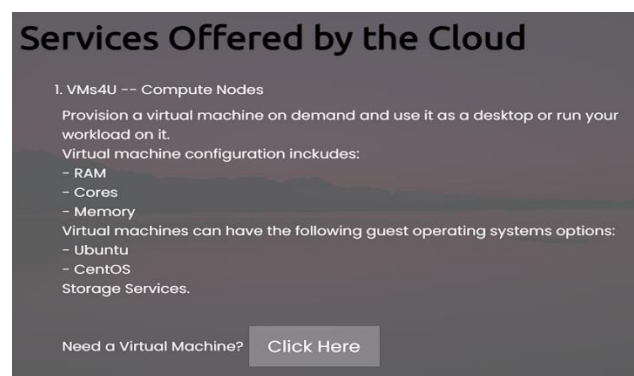 Services Offered by the Cloud
1. VMs4U -- Compute Nodes
Provision a virtual machine on demand and use it as a desktop or run your
workload on it.
Virtual machine configuration inckudes:
- RAM
- Cores
- Memory
Virtual machines can have the following guest operating systems options:
- Ubuntu
- CentOS
Storage Services.
Need a Virtual Machine? Click Here